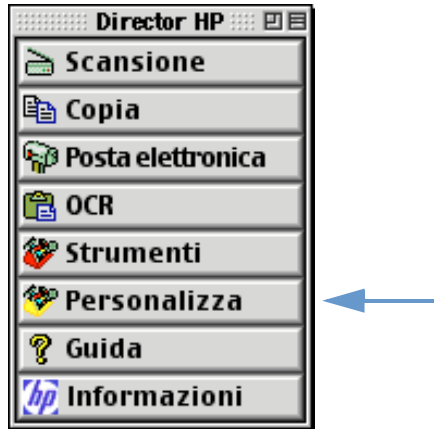 Director HP
Scansione
Copia
Posta elettronica
OCR
Strumenti
Personalizza
Guida
hp Informazioni